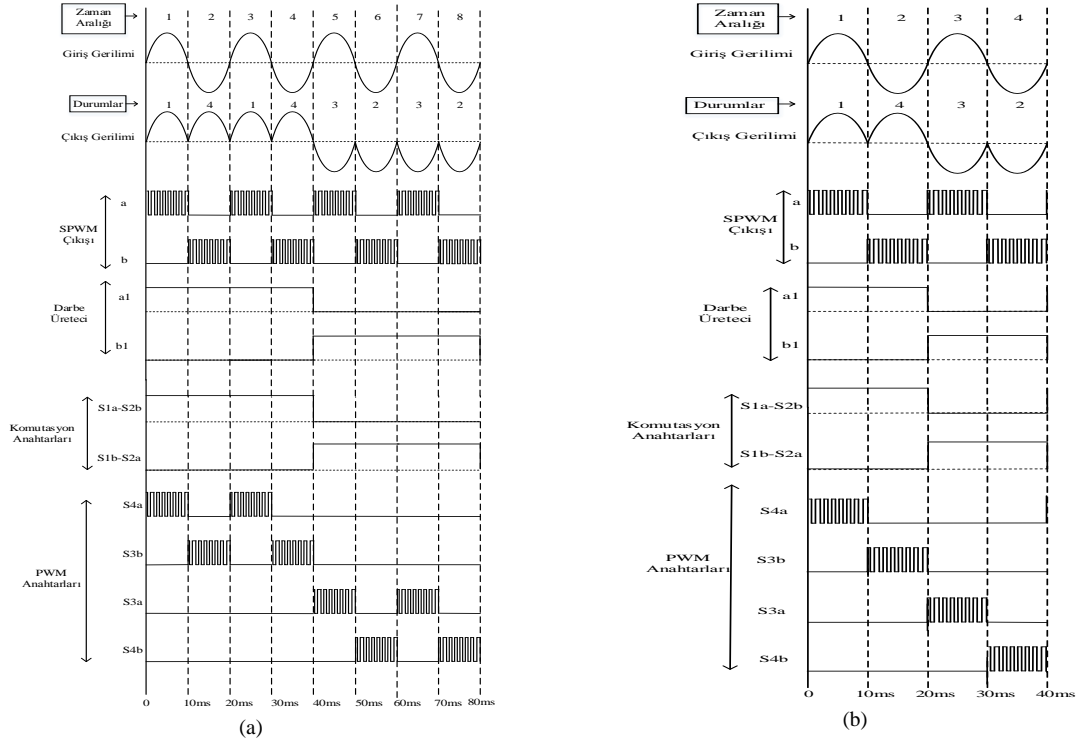 Zaman
Aralığı
1 2 3 4 5 6 7 8
Giriş Gerilimi
Durumlar
1 4 1 4 3 2 3 2
Çıkış Gerilimi
a
SPWM
Çıkışı
b
a1
Darbe
Üreteci
b1
S1a-S2b
Komutasyon
Anahtarları
S1b-S2a
S4a
S3b
PWM
Anahtarları
S3a
S4b
0 10ms 20ms 30ms 40ms 50ms 60ms 70ms 80ms
(a)
Zaman
Aralığı
1 2 3 4
Giriş Gerilimi
Durumlar
1 4 3 2
Çıkış Gerilimi
a
SPWM
Çıkışı
b
a1
Darbe
Üreteci
b1
S1a-S2b
Komutasyon
Anahtarları
S1b-S2a
S4a
S3b
PWM
Anahtarları
S3a
S4b
0 10ms 20ms 30ms 40ms
(b)